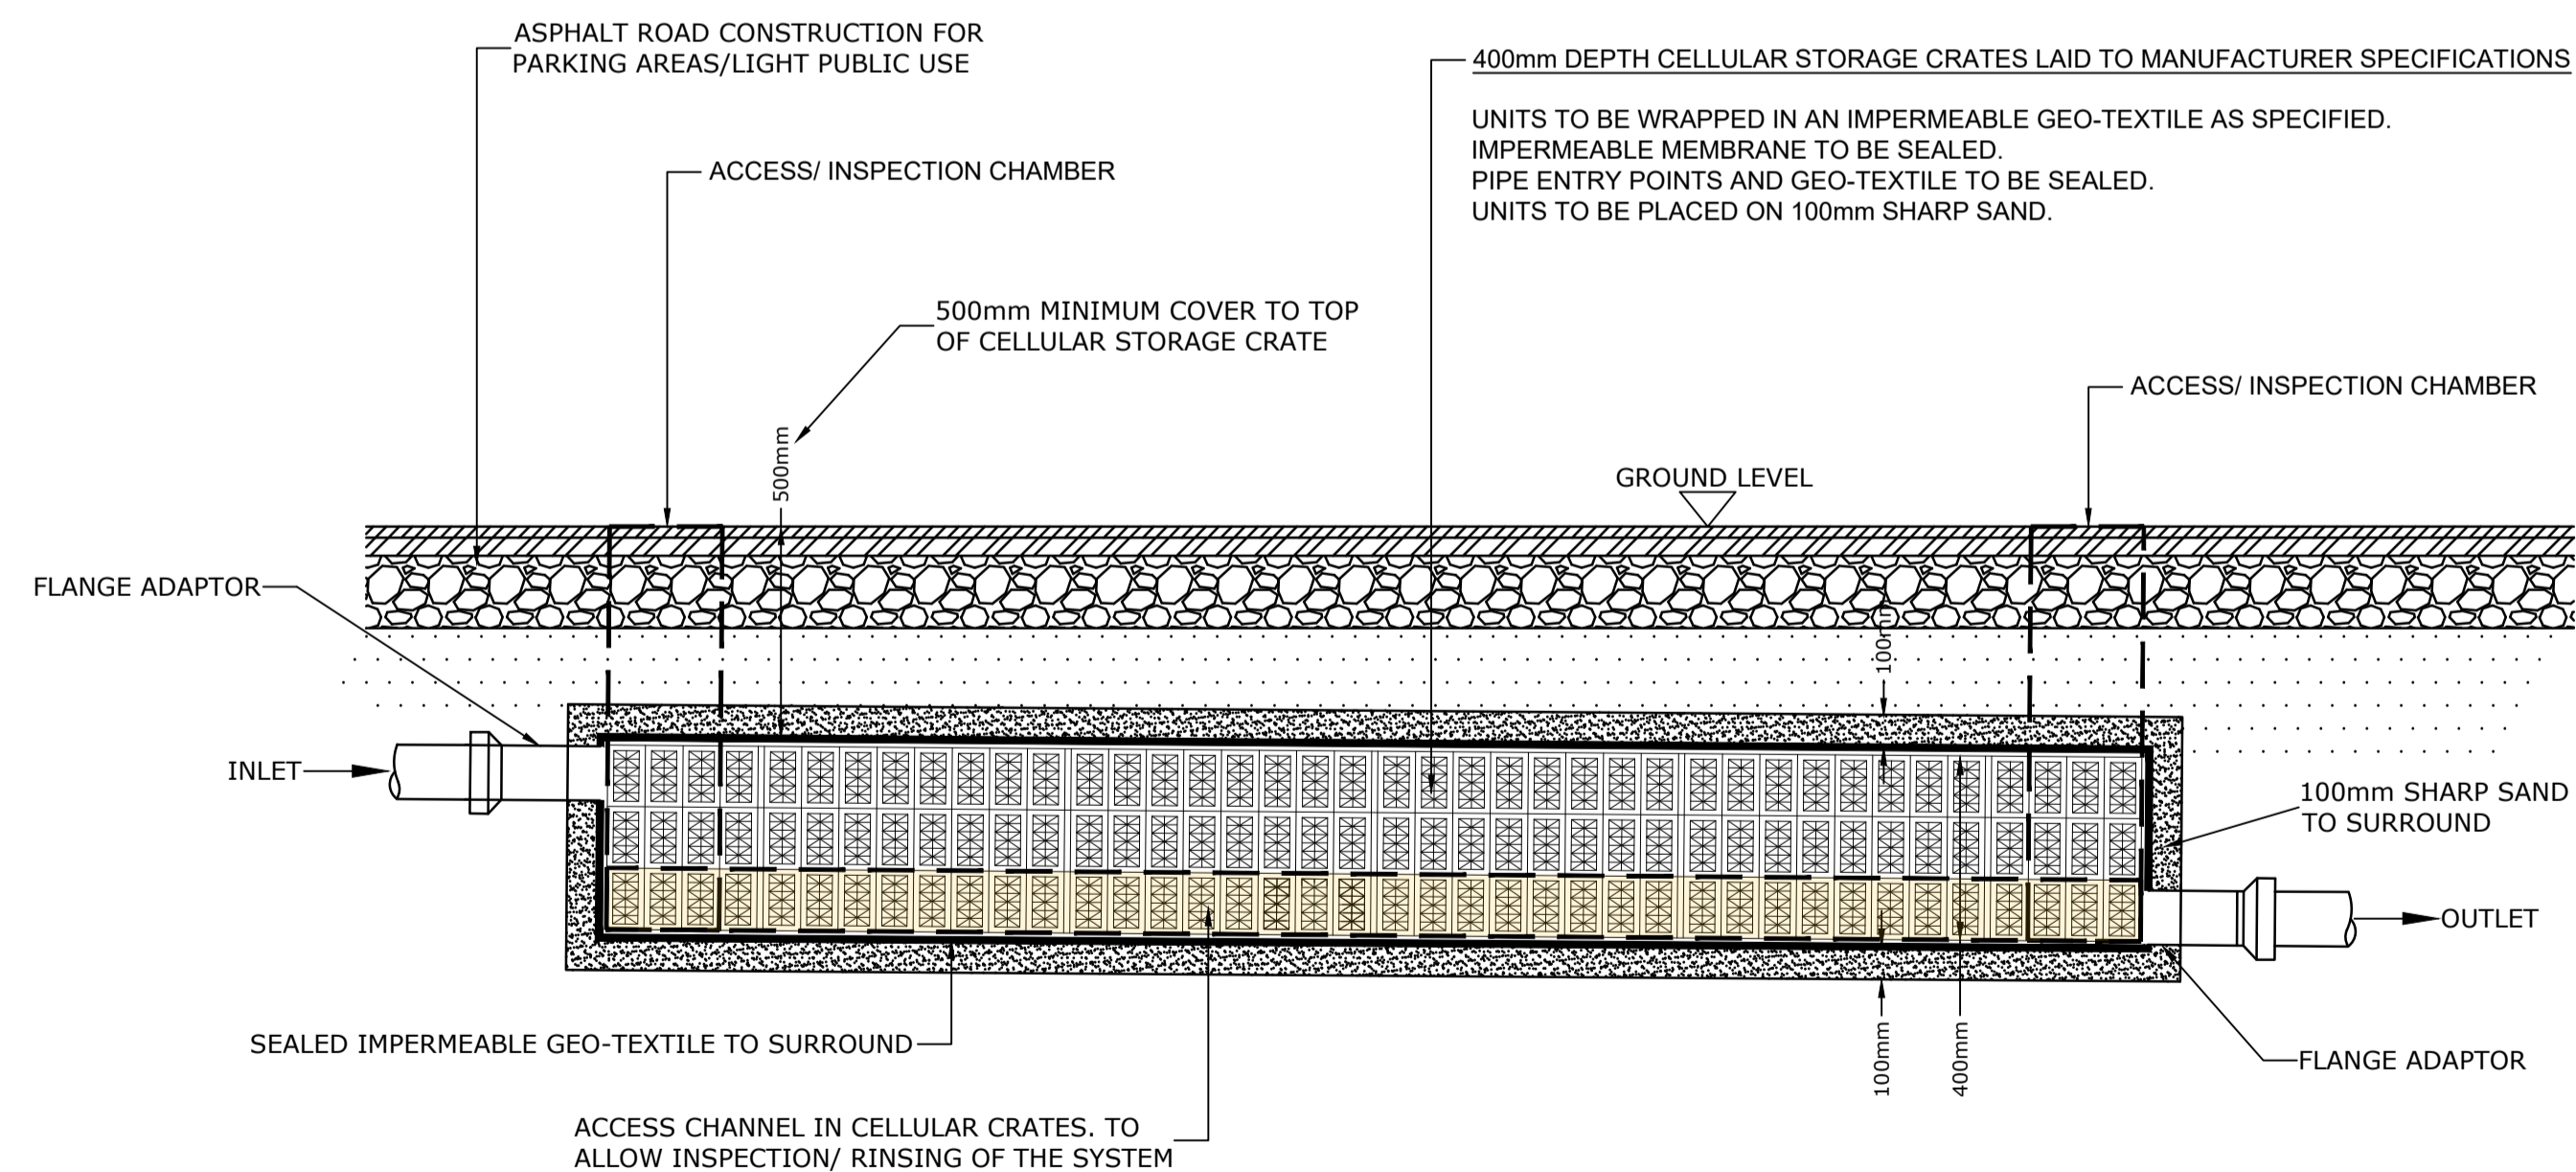 ASPHALT ROAD CONSTRUCTION FOR
PARKING AREAS/LIGHT PUBLIC USE
400mm DEPTH CELLULAR STORAGE CRATES LAID TO MANUFACTURER SPECIFICATIONS
UNITS TO BE WRAPPED IN AN IMPERMEABLE GEO-TEXTILE AS SPECIFIED.
IMPERMEABLE MEMBRANE TO BE SEALED.
PIPE ENTRY POINTS AND GEO-TEXTILE TO BE SEALED.
UNITS TO BE PLACED ON 100mm SHARP SAND.
ACCESS/ INSPECTION CHAMBER
500mm MINIMUM COVER TO TOP
OF CELLULAR STORAGE CRATE
ACCESS/ INSPECTION CHAMBER
500mm
GROUND LEVEL
FLANGE ADAPTOR
100mm
INLET
100mm SHARP SAND
TO SURROUND
OUTLET
SEALED IMPERMEABLE GEO-TEXTILE TO SURROUND
100mm
400mm
FLANGE ADAPTOR
ACCESS CHANNEL IN CELLULAR CRATES. TO
ALLOW INSPECTION/ RINSING OF THE SYSTEM